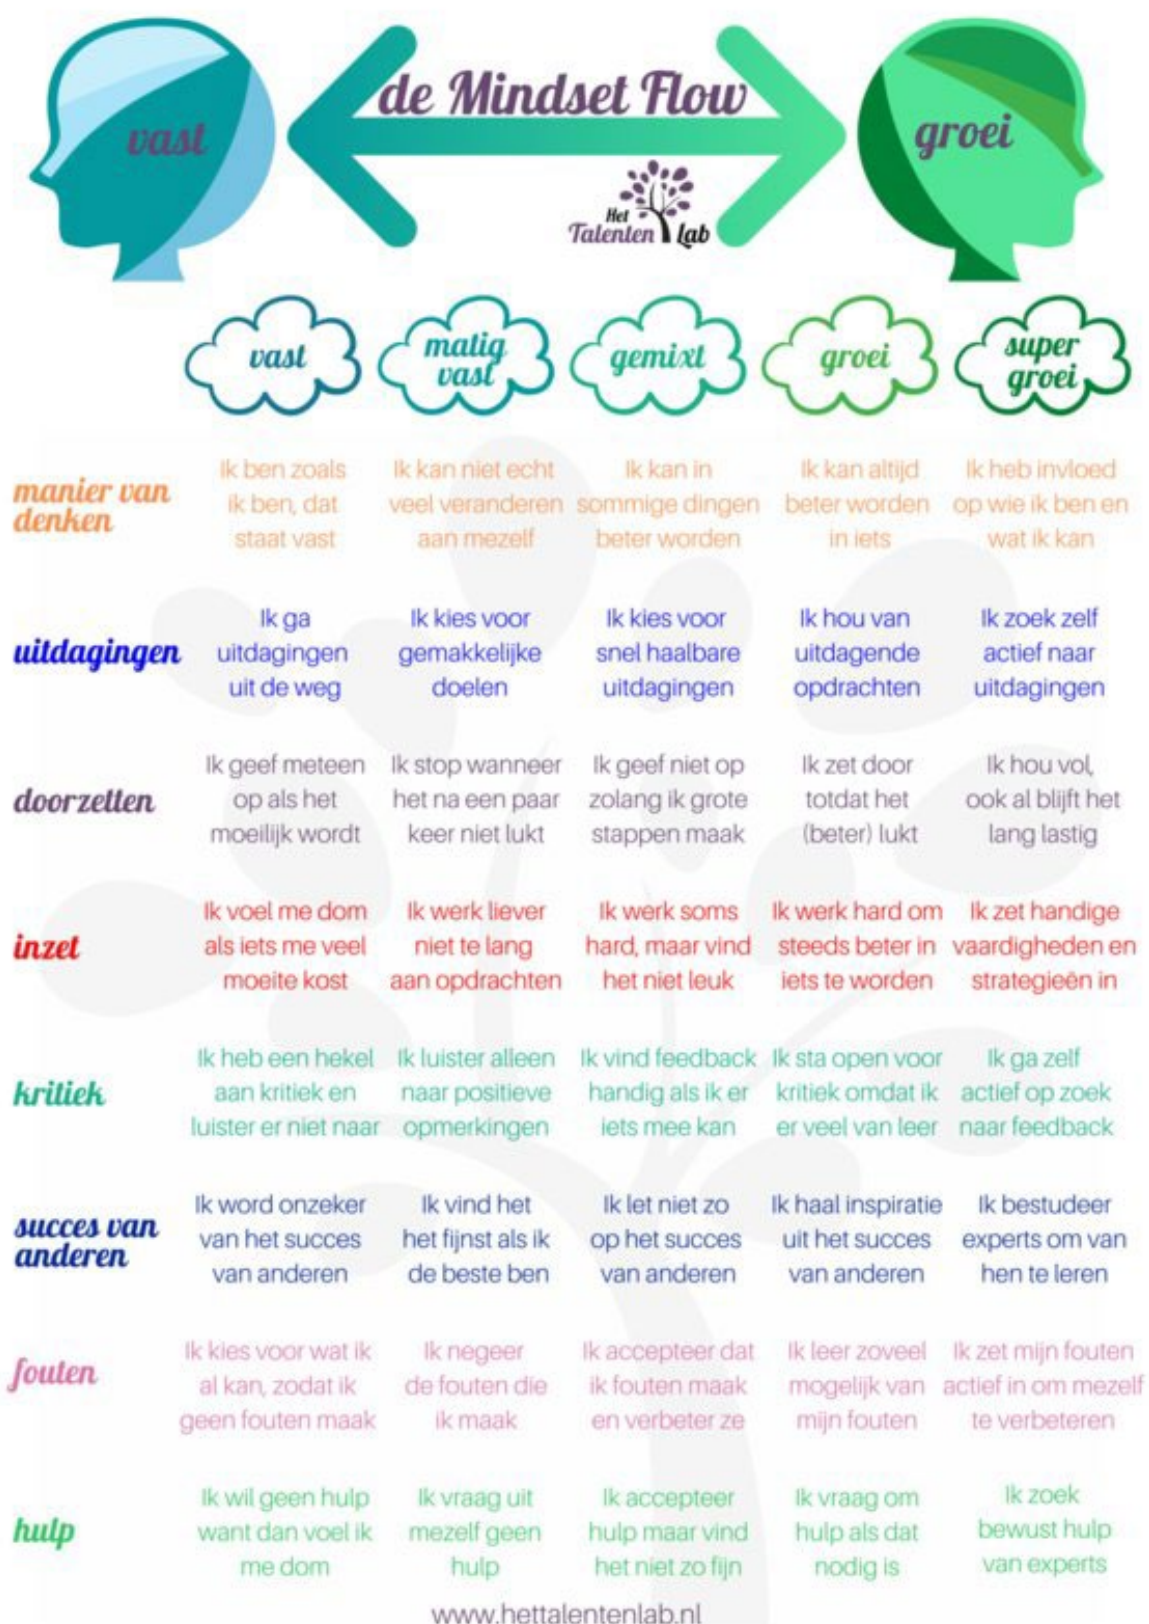 de Mindset Flow
vast
groei
Het
Talenten Lab
vast
matig
vast
gemixt
groei
super
groei
manier van
denken
Ik ben zoals
ik ben, dat
staat vast
Ik kan niet echt
veel veranderen
aan mezelf
Ik kan in
sommige dingen
beter worden
Ik kan altijd
beter worden
in iets
Ik heb invloed
op wie ik ben en
wat ik kan
uitdagingen
Ik ga
uitdagingen
uit de weg
Ik kies voor
gemakkelijke
doelen
Ik kies voor
snel haalbare
uitdagingen
Ik hou van
uitdagende
opdrachten
Ik zoek zelf
actief naar
uitdagingen
doorzetten
Ik geef meteen
op als het
moeilijk wordt
Ik stop wanneer
het na een paar
keer niet lukt
Ik geef niet op
zolang ik grote
stappen maak
Ik zet door
totdat het
(beter) lukt
Ik hou vol,
ook al blijft het
lang lastig
inzet
Ik voel me dom
als iets me veel
moeite kost
Ik werk liever
niet te lang
aan opdrachten
Ik werk soms
hard, maar vind
het niet leuk
Ik werk hard om
steeds beter in
iets te worden
Ik zet handige
vaardigheden en
strategieën in
kritiek
Ik heb een hekel
aan kritiek en
luister er niet naar
Ik luister alleen
naar positieve
opmerkingen
Ik vind feedback
handig als ik er
iets mee kan
Ik sta open voor
kritiek omdat ik
er veel van leer
Ik ga zelf
actief op zoek
naar feedback
succes van
anderen
Ik word onzeker
van het succes
van anderen
Ik vind het
het fijnst als ik
de beste ben
Ik let niet zo
op het succes
van anderen
Ik haal inspiratie
uit het succes
van anderen
Ik bestudeer
experts om van
hen te leren
fouten
Ik kies voor wat ik
al kan, zodat ik
geen fouten maak
Ik negeer
de fouten die
ik maak
Ik accepteer dat
ik fouten maak
en verbeter ze
Ik leer zoveel
mogelijk van
mijn fouten
Ik zet mijn fouten
actief in om mezelf
te verbeteren
hulp
Ik wil geen hulp
want dan voel ik
me dom
Ik vraag uit
mezelf geen
hulp
Ik accepteer
hulp maar vind
het niet zo fijn
Ik vraag om
hulp als dat
nodig is
Ik zoek
bewust hulp
van experts
www.hettalentenlab.nl